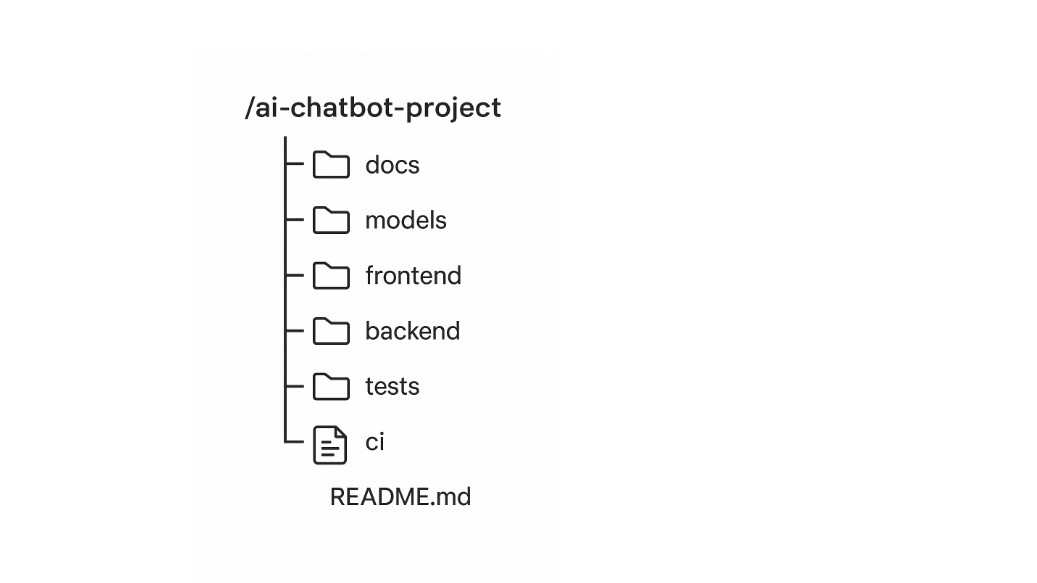 /ai-chatbot-project
docs
models
frontend
backend
tests
ci
README.md